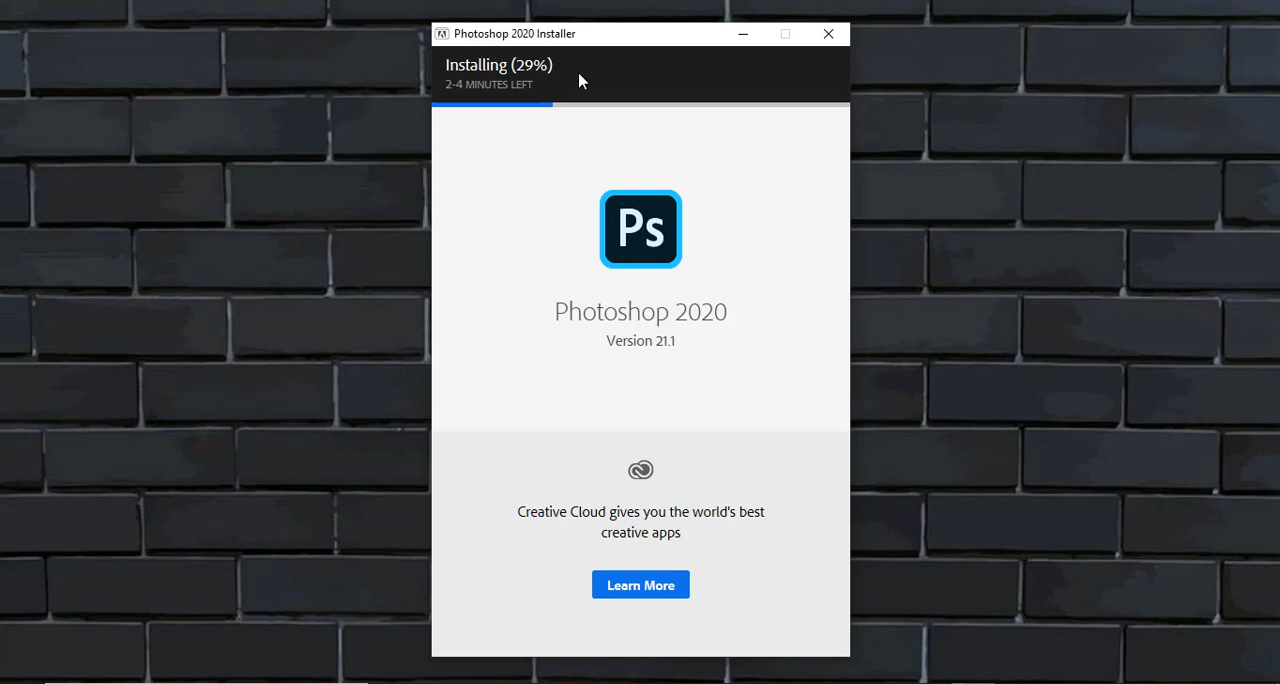 Photoshop 2020 Installer
Installing (29%)
2-4 MINUTES LEFT
Ps
Photoshop 2020
Version 21.1
Creative Cloud gives you the world's best
creative apps
Learn More